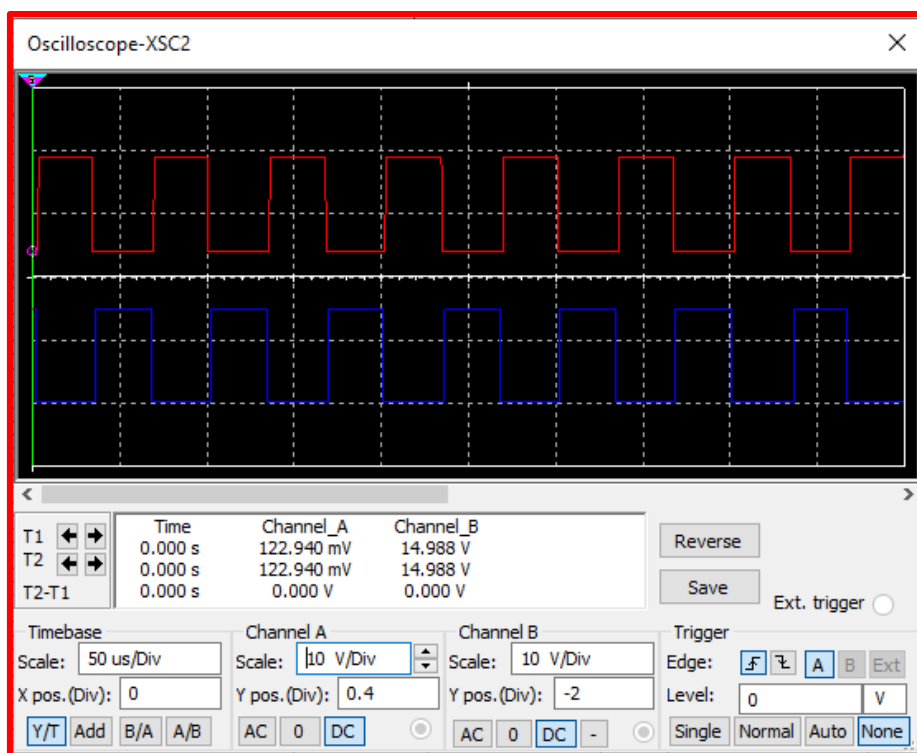 Oscilloscope-XSC2
T1
T2
T2-T1
Time Channel_A Channel_B
0.000 s 122.940 mV 14.988 V
0.000 s 122.940 mV 14.988 V
0.000 s 0.000 V 0.000 V
Reverse
Save
Ext. trigger
Timebase
Scale: 50 us/Div
X pos.(Div): 0
Y/T Add B/A A/B
Channel A
Scale: 10 V/Div
Y pos.(Div): 0.4
AC 0 DC
Channel B
Scale: 10 V/Div
Y pos.(Div): -2
AC 0 DC -
Trigger
Edge: A B Ext
Level: 0 V
Single Normal Auto None